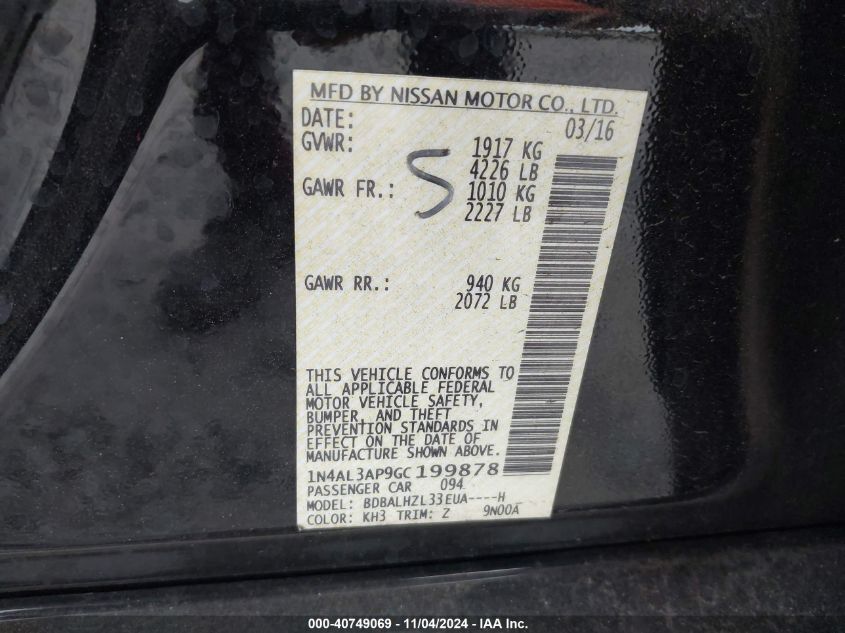 MFD BY NISSAN MOTOR CO., LTD.
DATE: 03/16
GVWR: 1917 KG
4226 LB
GAWR FR.: S 1010 KG
2227 LB
GAWR RR.: 940 KG
2072 LB
THIS VEHICLE CONFORMS TO
ALL APPLICABLE FEDERAL
MOTOR VEHICLE SAFETY,
BUMPER, AND THEFT
PREVENTION STANDARDS IN
EFFECT ON THE DATE OF
MANUFACTURE SHOWN ABOVE.
1N4AL3AP9GC199878
PASSENGER CAR 094
MODEL: BDBALHZL33EUA----H
COLOR: KH3 TRIM: Z 9N00A
000-40749069 - 11/04/2024 - IAA Inc.